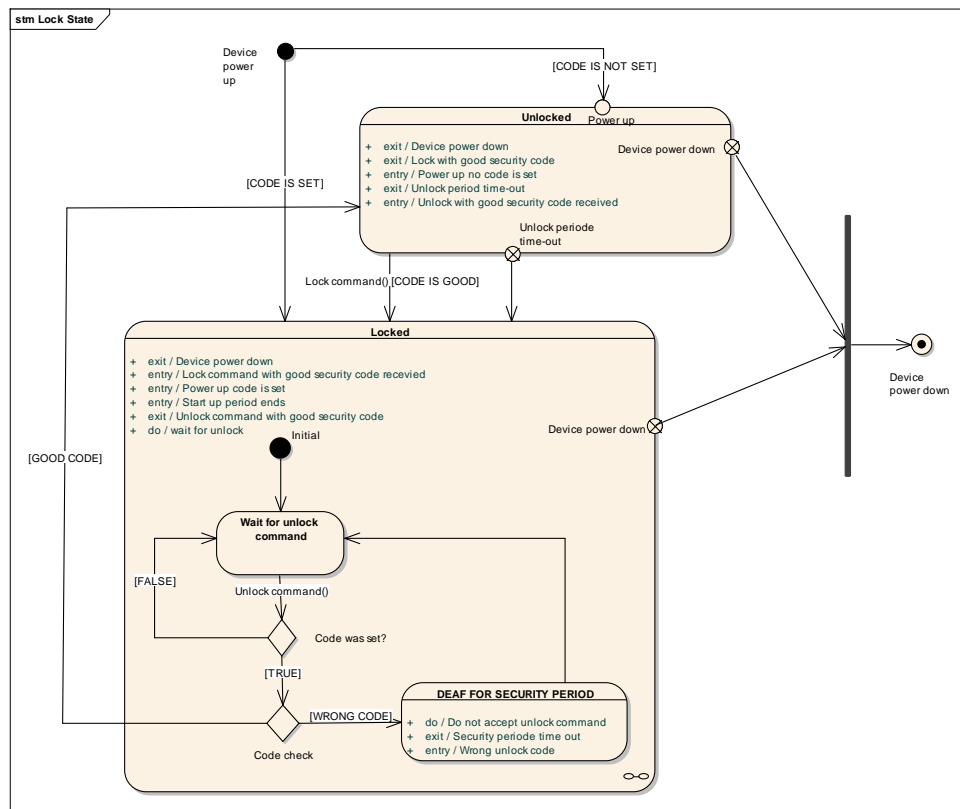 stm Lock State
Device
power
up
[CODE IS NOT SET]
Unlocked
Power up
+ exit / Device power down
+ exit / Lock with good security code
+ entry / Power up no code is set
+ exit / Unlock period time-out
+ entry / Unlock with good security code received
Device power down
[CODE IS SET]
Unlock periode
time-out
Lock command() [CODE IS GOOD]
Locked
+ exit / Device power down
+ entry / Lock command with good security code recevied
+ entry / Power up code is set
+ entry / Start up period ends
+ exit / Unlock command with good security code
+ do / wait for unlock
Device power down
Device
power down
Initial
[GOOD CODE]
Wait for unlock
command
[FALSE]
Unlock command()
Code was set?
[TRUE]
DEAF FOR SECURITY PERIOD
[WRONG CODE]
+ do / Do not accept unlock command
+ exit / Security periode time out
+ entry / Wrong unlock code
Code check